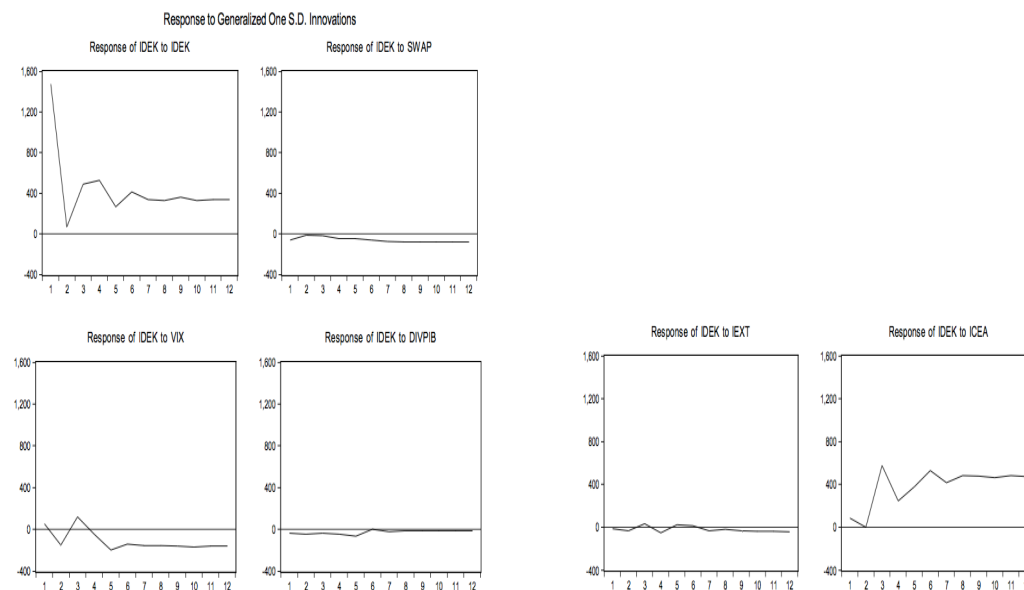 Response to Generalized One S.D. Innovations
Response of IDEK to IDEK
1,600
1,200
800
400
0
-400
1 2 3 4 5 6 7 8 9 10 11 12
Response of IDEK to SWAP
1,600
1,200
800
400
0
-400
1 2 3 4 5 6 7 8 9 10 11 12
Response of IDEK to VIX
1,600
1,200
800
400
0
-400
1 2 3 4 5 6 7 8 9 10 11 12
Response of IDEK to DIVPIB
1,600
1,200
800
400
0
-400
1 2 3 4 5 6 7 8 9 10 11 12
Response of IDEK to IEXT
1,600
1,200
800
400
0
-400
1 2 3 4 5 6 7 8 9 10 11 12
Response of IDEK to ICEA
1,600
1,200
800
400
0
-400
1 2 3 4 5 6 7 8 9 10 11